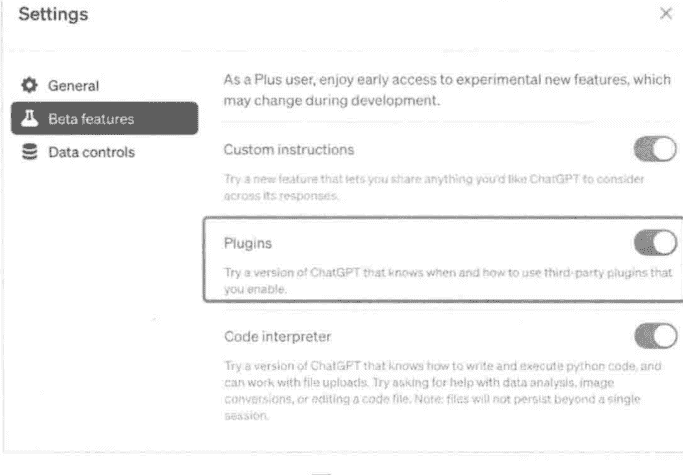 Settings
General
Beta features
Data controls
As a Plus user, enjoy early access to experimental new features, which
may change during development.
Custom instructions
Try a new feature that lets you share anything you'd like ChatGPT to consider
across its responses.
Plugins
Try a version of ChatGPT that knows when and how to use third-party plugins that
you enable.
Code interpreter
Try a version of ChatGPT that knows how to write and execute python code, and
can work with file uploads. Try asking for help with data analysis, image
conversions, or editing a code file. Note: files will not persist beyond a single
session.